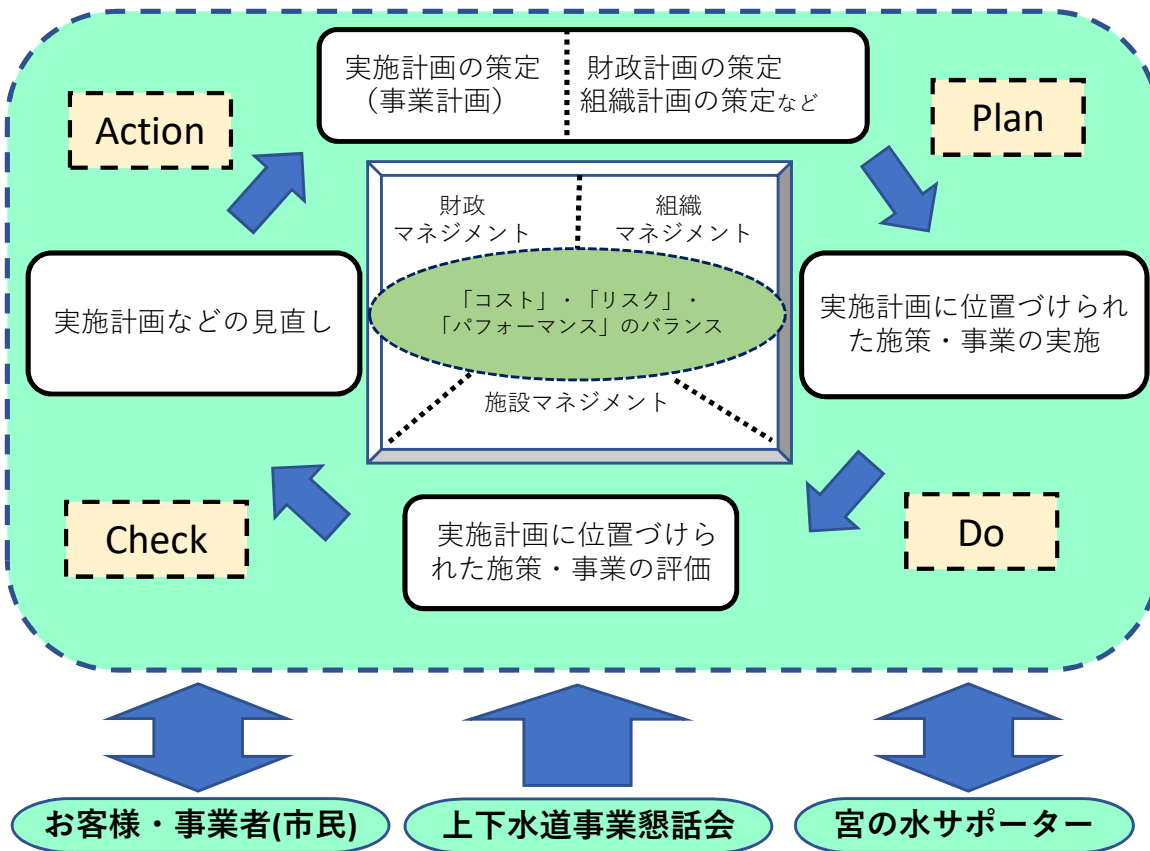 実施計画の策定
（事業計画）
財政計画の策定
組織計画の策定など
Action
Plan
財政
マネジメント
組織
マネジメント
「コスト」・「リスク」・
「パフォーマンス」のバランス
施設マネジメント
実施計画などの見直し
実施計画に位置づけられ
た施策・事業の実施
Check
実施計画に位置づけら
れた施策・事業の評価
Do
お客様・事業者(市民)
上下水道事業懇話会
宮の水サポーター